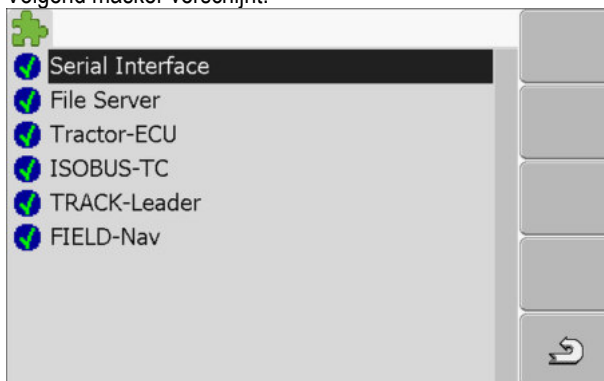 Volgend masker verschijnt:
Serial Interface
File Server
Tractor-ECU
ISOBUS-TC
TRACK-Leader
FIELD-Nav